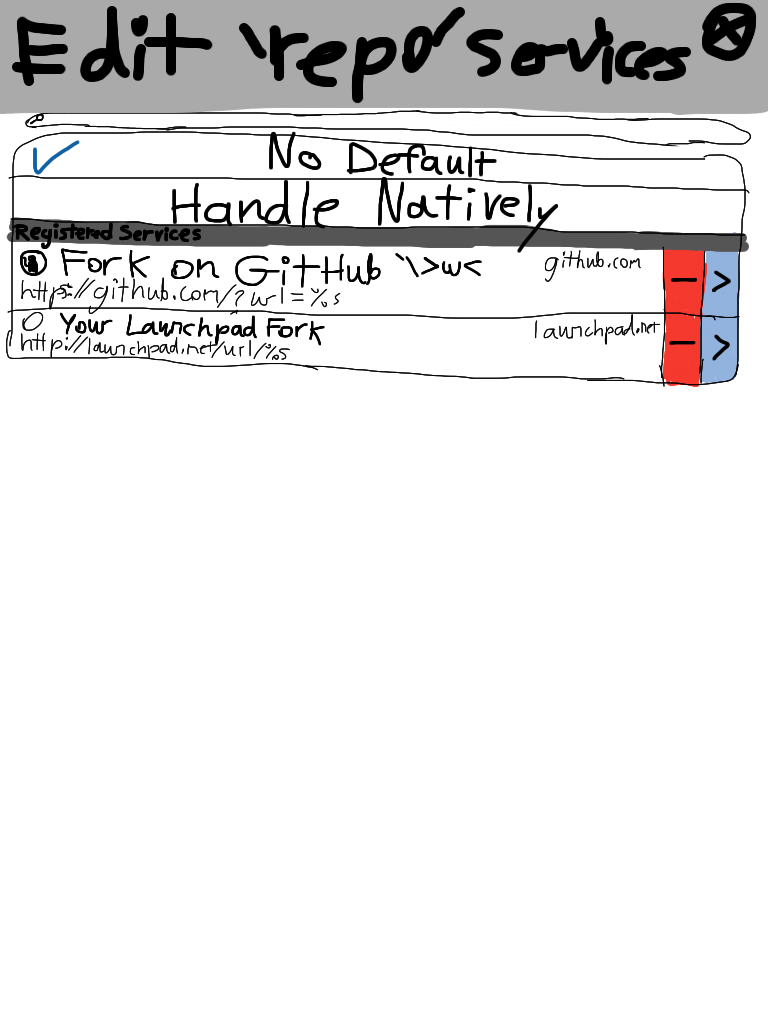 Edit 'repo' services
No Default
Handle Natively
Registered Services
Fork on GitHub `\>w<
github.com
https://github.com/?url=%s
Your Launchpad Fork
launchpad.net
http://launchpad.net/url/%s